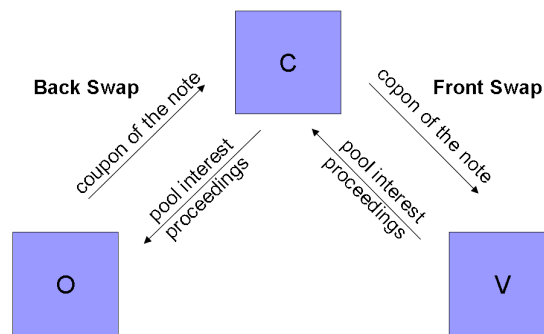 C
Back Swap
Front Swap
coupon of the note
copon of the note
pool interest
proceedings
pool interest
proceedings
O
V